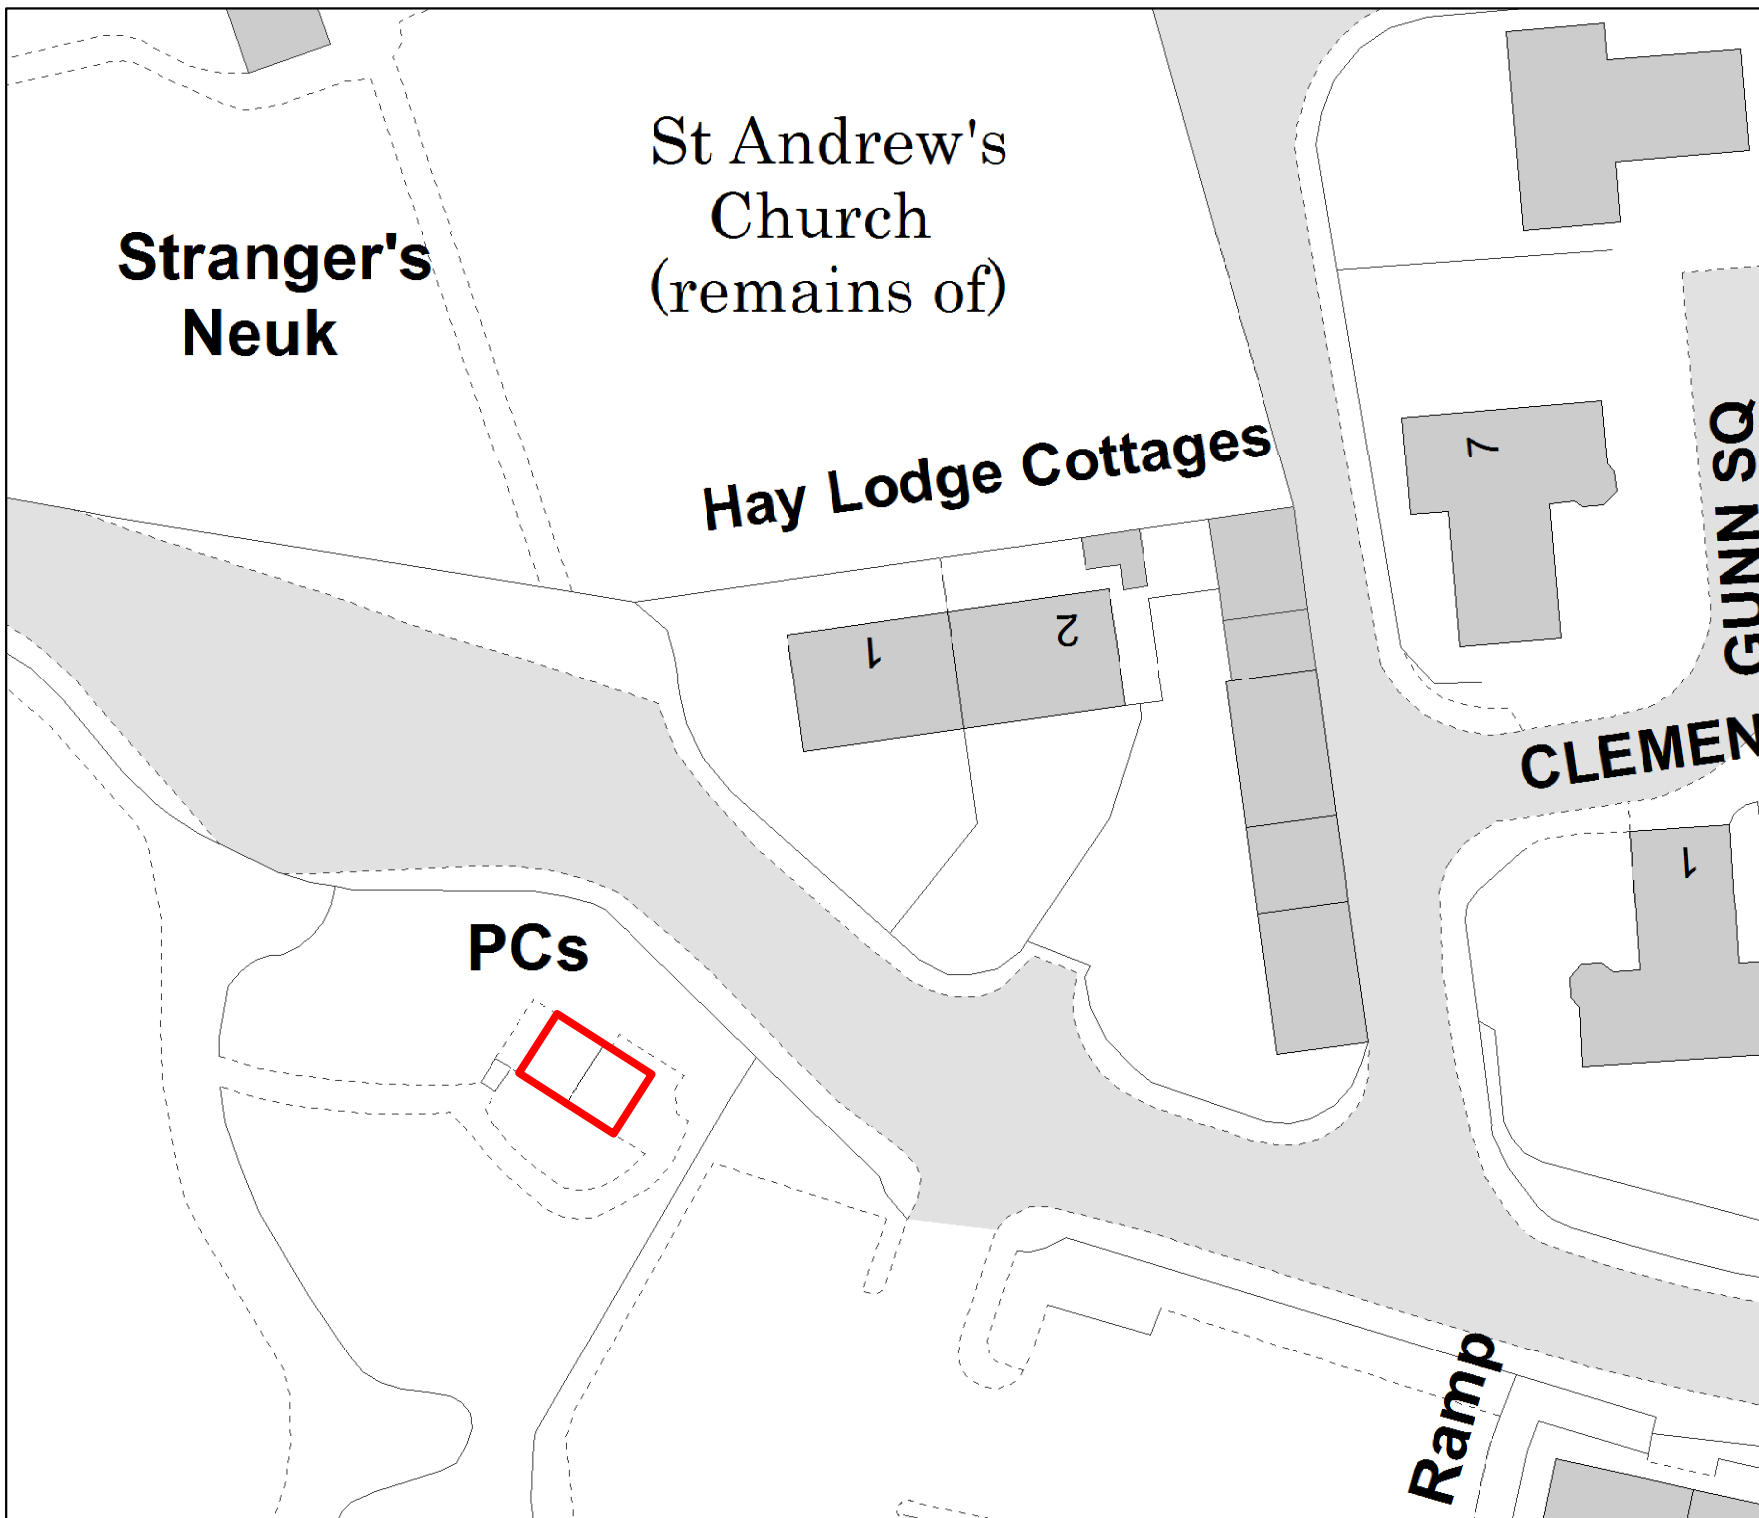 St Andrew's
Church
(remains of)
Stranger's
Neuk
Hay Lodge Cottages
7
GUNN SQ
1
2
CLEMEN
1
PCs
Ramp